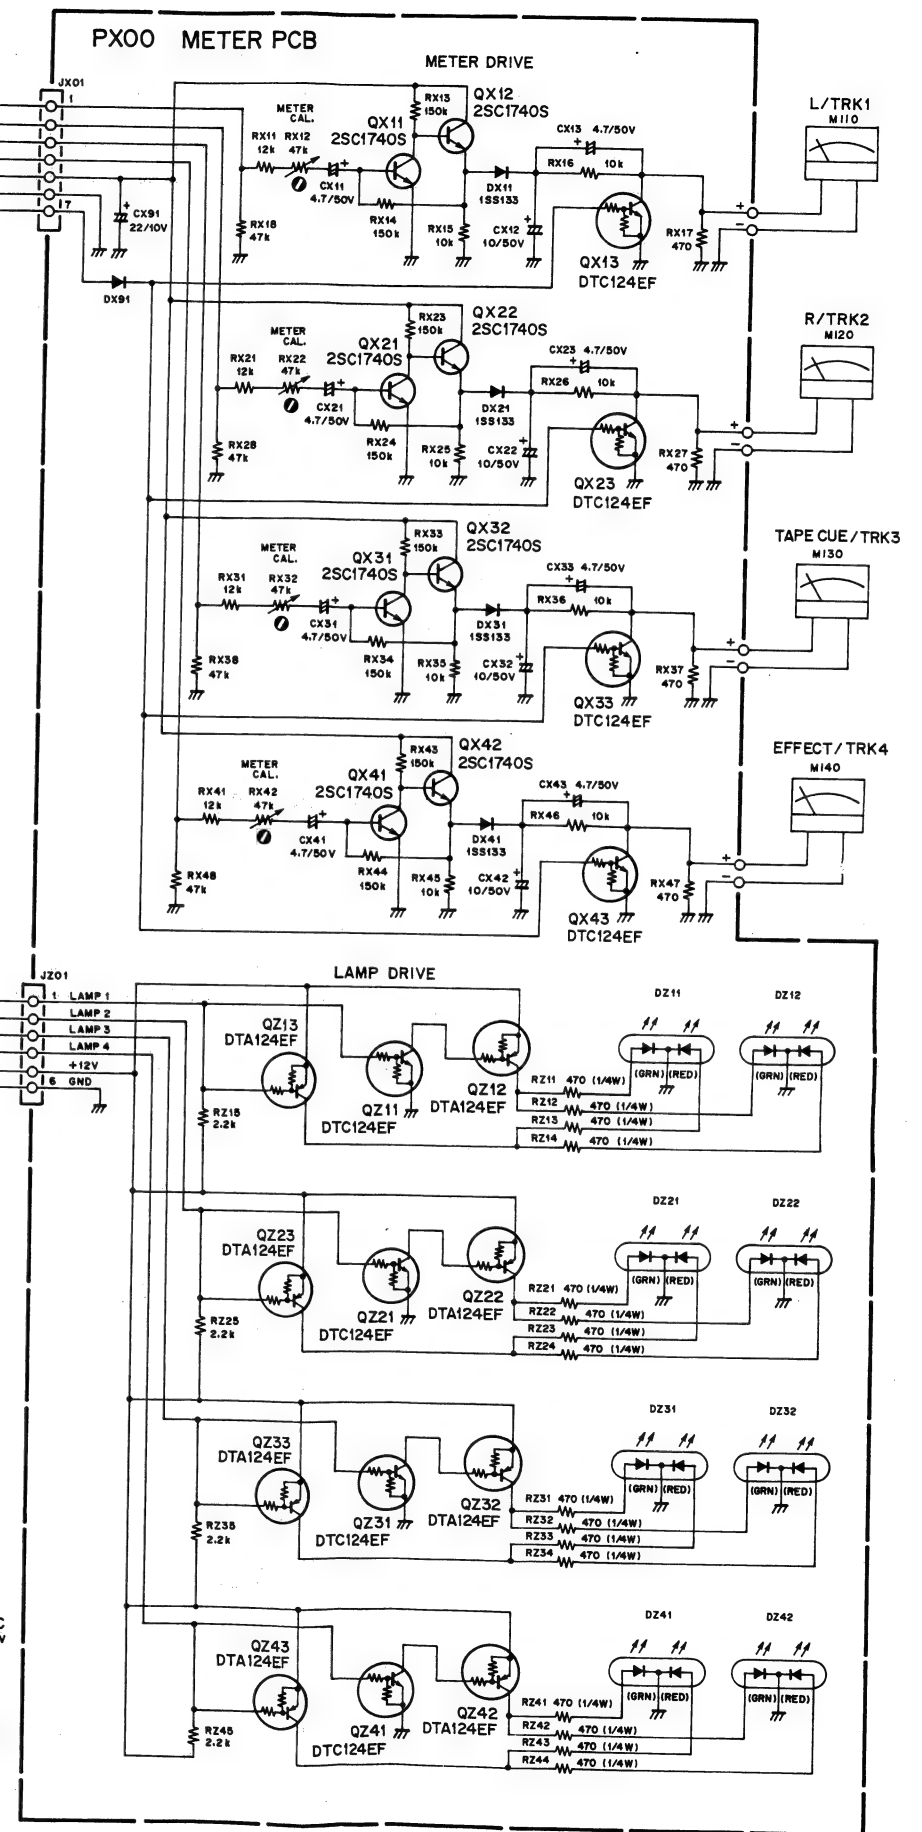 PX00 METER PCB
METER DRIVE
JX01
1
7
CX91
22/10V
DX91
METER
CAL.
RX11
12k
RX12
47k
CX11
4.7/50V
QX11
2SC1740S
RX13
150k
QX12
2SC1740S
RX14
150k
RX15
10k
RX18
47k
DX11
1SS133
CX13 4.7/50V
RX16 10k
CX12
10/50V
QX13
DTC124EF
RX17
470
+
-
L/TRK1
M110
METER
CAL.
RX21
12k
RX22
47k
CX21
4.7/50V
QX21
2SC1740S
RX23
150k
QX22
2SC1740S
RX24
150k
RX25
10k
RX28
47k
DX21
1SS133
CX23 4.7/50V
RX26 10k
CX22
10/50V
QX23
DTC124EF
RX27
470
+
-
R/TRK2
M120
METER
CAL.
RX31
12k
RX32
47k
CX31
4.7/50V
QX31
2SC1740S
RX33
150k
QX32
2SC1740S
RX34
150k
RX35
10k
RX38
47k
DX31
1SS133
CX33 4.7/50V
RX36 10k
CX32
10/50V
QX33
DTC124EF
RX37
470
+
-
TAPE CUE/TRK3
M130
METER
CAL.
RX41
12k
RX42
47k
CX41
4.7/50V
QX41
2SC1740S
RX43
150k
QX42
2SC1740S
RX44
150k
RX45
10k
RX48
47k
DX41
1SS133
CX43 4.7/50V
RX46 10k
CX42
10/50V
QX43
DTC124EF
RX47
470
+
-
EFFECT/TRK4
M140
LAMP DRIVE
JZ01
1 LAMP 1
LAMP 2
LAMP 3
LAMP 4
+12V
6 GND
QZ13
DTA124EF
RZ15
2.2k
QZ11
DTC124EF
QZ12
DTA124EF
RZ11 470 (1/4W)
RZ12 470 (1/4W)
RZ13 470 (1/4W)
RZ14 470 (1/4W)
DZ11
(GRN) (RED)
DZ12
(GRN) (RED)
QZ23
DTA124EF
RZ25
2.2k
QZ21
DTC124EF
QZ22
DTA124EF
RZ21 470 (1/4W)
RZ22 470 (1/4W)
RZ23 470 (1/4W)
RZ24 470 (1/4W)
DZ21
(GRN) (RED)
DZ22
(GRN) (RED)
QZ33
DTA124EF
RZ35
2.2k
QZ31
DTC124EF
QZ32
DTA124EF
RZ31 470 (1/4W)
RZ32 470 (1/4W)
RZ33 470 (1/4W)
RZ34 470 (1/4W)
DZ31
(GRN) (RED)
DZ32
(GRN) (RED)
QZ43
DTA124EF
RZ45
2.2k
QZ41
DTC124EF
QZ42
DTA124EF
RZ41 470 (1/4W)
RZ42 470 (1/4W)
RZ43 470 (1/4W)
RZ44 470 (1/4W)
DZ41
(GRN) (RED)
DZ42
(GRN) (RED)